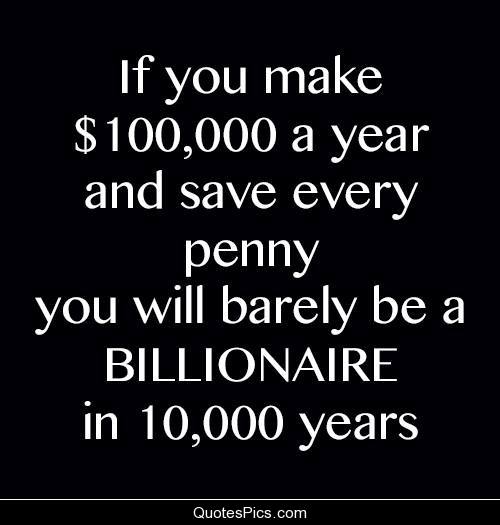 If you make
$100,000 a year
and save every
penny
you will barely be a
BILLIONAIRE
in 10,000 years
QuotesPics.com